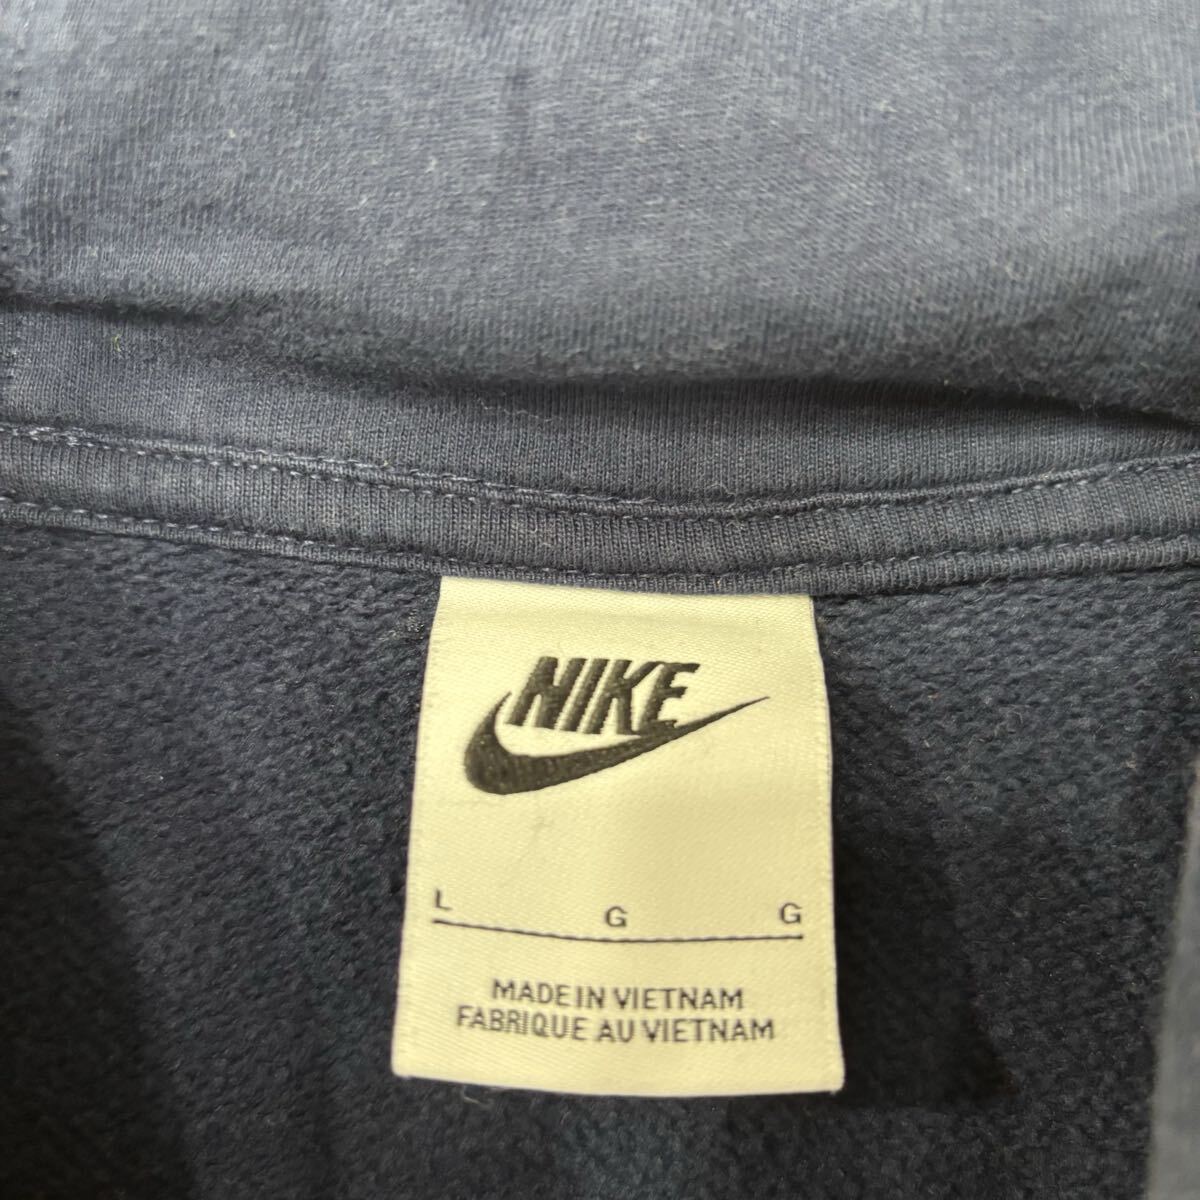 NIKE
L G G
MADE IN VIETNAM
FABRIQUE AU VIETNAM